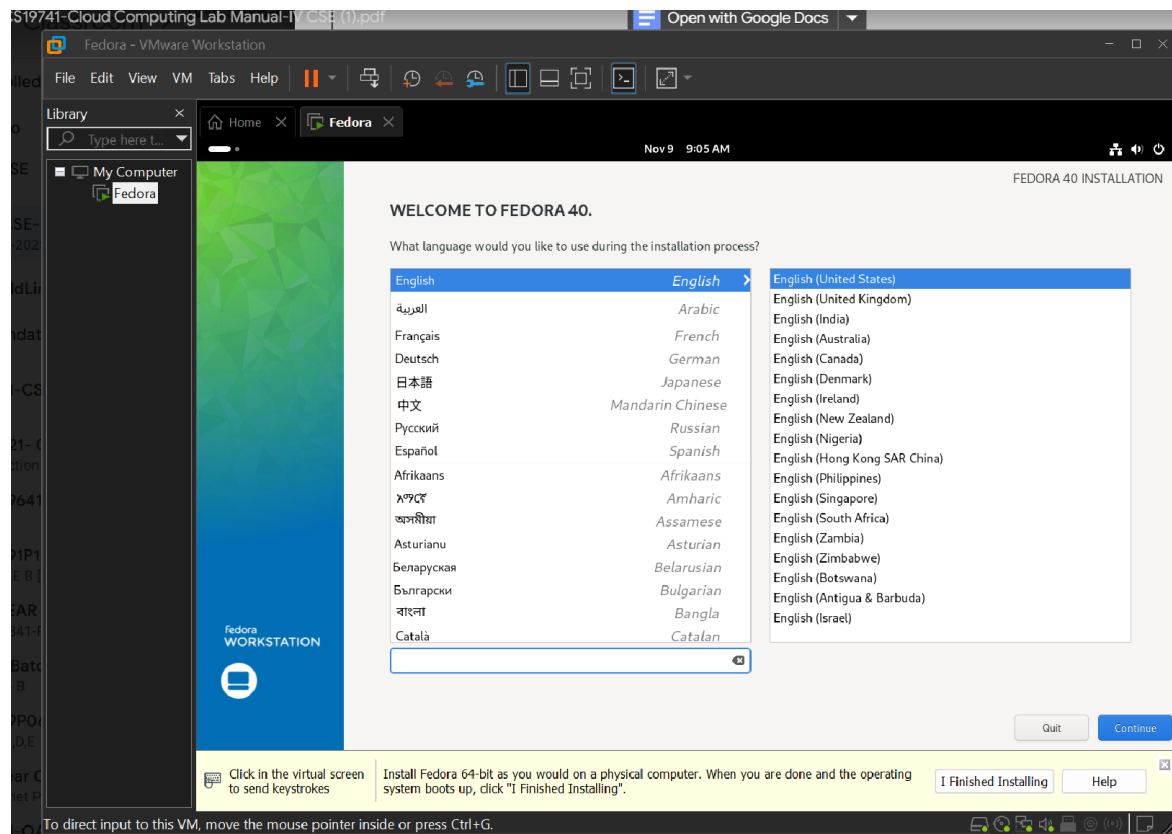 CS19741-Cloud Computing Lab Manual-IV CSE (1).pdf
Open with Google Docs
Fedora - VMware Workstation
File Edit View VM Tabs Help
Library
Type here t...
My Computer
Fedora
Home
Fedora
Nov 9 9:05 AM
FEDORA 40 INSTALLATION
WELCOME TO FEDORA 40.
What language would you like to use during the installation process?
English English
العربية Arabic
Français French
Deutsch German
日本語 Japanese
中文 Mandarin Chinese
Русский Russian
Español Spanish
Afrikaans Afrikaans
አማርኛ Amharic
অসমীয়া Assamese
Asturianu Asturian
Беларуская Belarusian
Български Bulgarian
বাংলা Bangla
Català Catalan
English (United States)
English (United Kingdom)
English (India)
English (Australia)
English (Canada)
English (Denmark)
English (Ireland)
English (New Zealand)
English (Nigeria)
English (Hong Kong SAR China)
English (Philippines)
English (Singapore)
English (South Africa)
English (Zambia)
English (Zimbabwe)
English (Botswana)
English (Antigua & Barbuda)
English (Israel)
fedora
WORKSTATION
Quit
Continue
Click in the virtual screen
to send keystrokes
Install Fedora 64-bit as you would on a physical computer. When you are done and the operating
system boots up, click "I Finished Installing".
I Finished Installing
Help
To direct input to this VM, move the mouse pointer inside or press Ctrl+G.